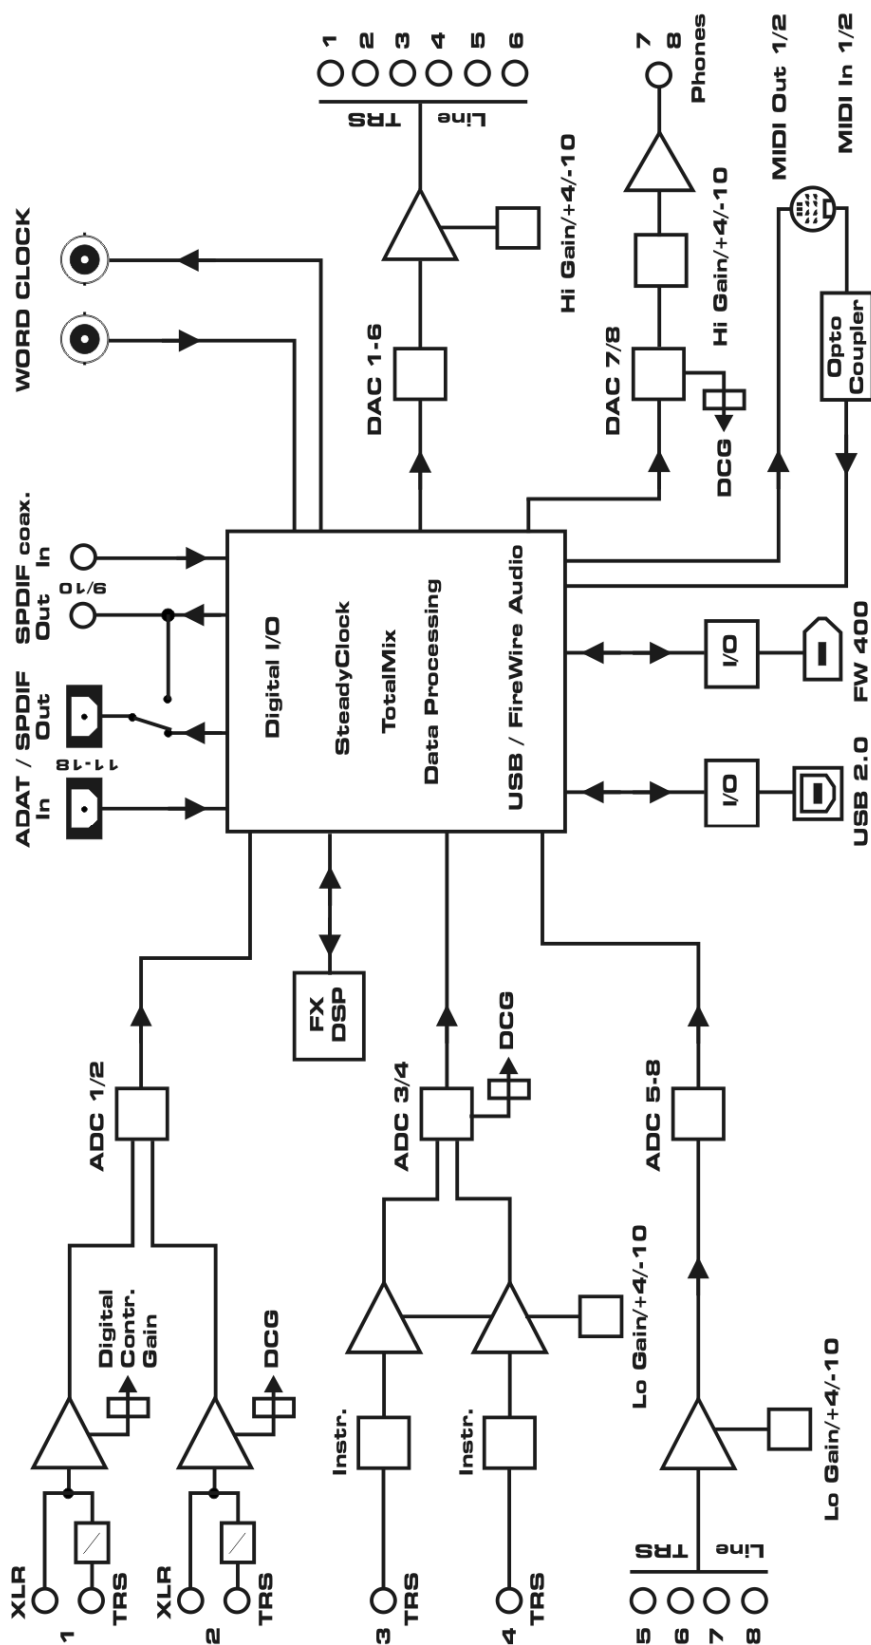 XLR
1
TRS
XLR
2
TRS
3
TRS
4
TRS
5
6
7
8
TRS
Line
Digital
Contr.
Gain
DCG
Instr.
Instr.
Lo Gain/+4/-10
Lo Gain/+4/-10
ADC 1/2
ADC 3/4
DCG
ADC 5-8
FX
DSP
ADAT / SPDIF
In
Out
11-18
SPDIF coax.
Out
In
9/10
WORD CLOCK
Digital I/O
SteadyClock
TotalMix
Data Processing
USB / FireWire Audio
I/O
USB 2.0
I/O
FW 400
DAC 1-6
Hi Gain/+4/-10
TRS
Line
1
2
3
4
5
6
DAC 7/8
DCG
Hi Gain/+4/-10
7
8
Phones
MIDI Out 1/2
MIDI In 1/2
Opto
Coupler